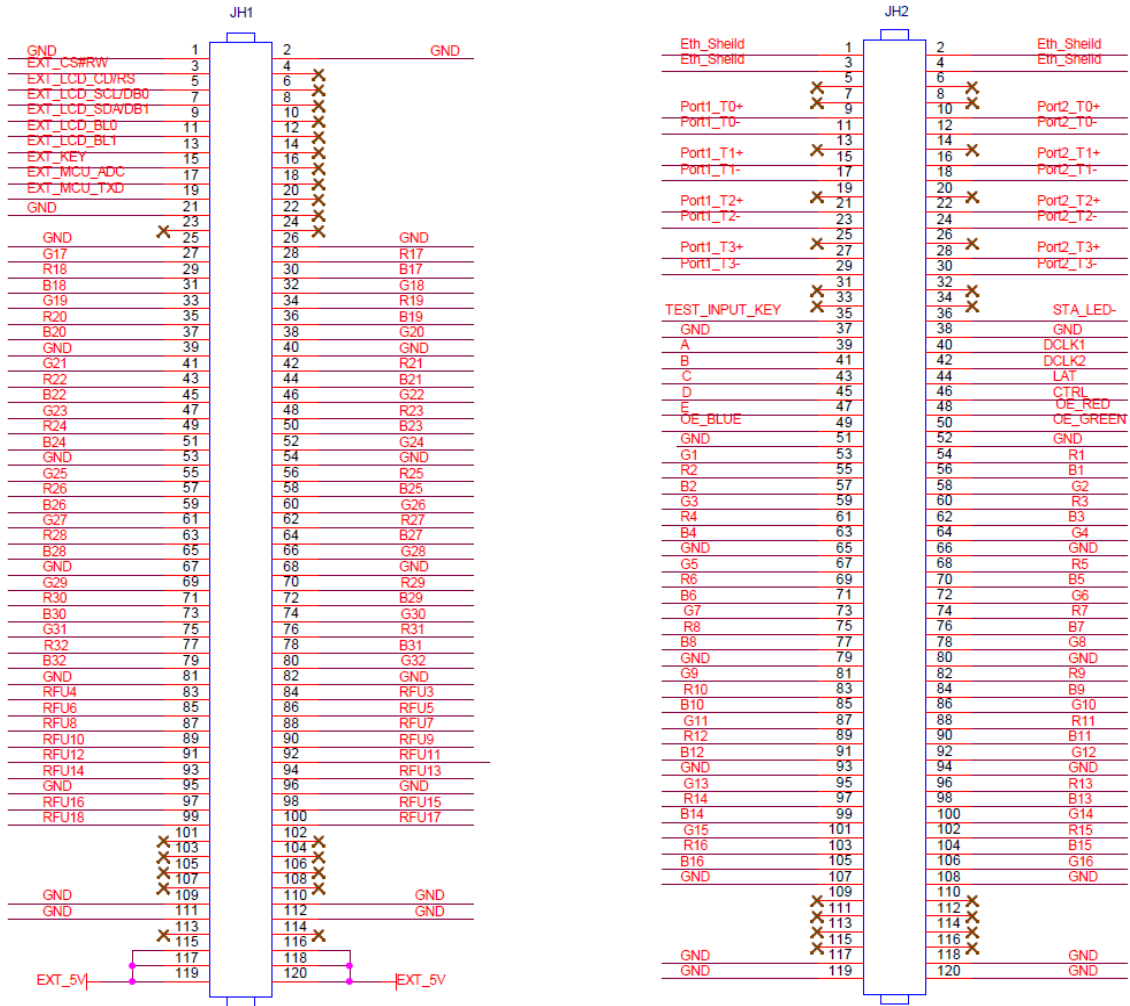 JH1
GND 1 2 GND
EXT_CS#RW 3 4
EXT_LCD_CD/RS 5 6
EXT_LCD_SCL/DB0 7 8
EXT_LCD_SDA/DB1 9 10
EXT_LCD_BL0 11 12
EXT_LCD_BL1 13 14
EXT_KEY 15 16
EXT_MCU_ADC 17 18
EXT_MCU_TXD 19 20
GND 21 22
23 24
GND 25 26 GND
G17 27 28 R17
R18 29 30 B17
B18 31 32 G18
G19 33 34 R19
R20 35 36 B19
B20 37 38 G20
GND 39 40 GND
G21 41 42 R21
R22 43 44 B21
B22 45 46 G22
G23 47 48 R23
R24 49 50 B23
B24 51 52 G24
GND 53 54 GND
G25 55 56 R25
R26 57 58 B25
B26 59 60 G26
G27 61 62 R27
R28 63 64 B27
B28 65 66 G28
GND 67 68 GND
G29 69 70 R29
R30 71 72 B29
B30 73 74 G30
G31 75 76 R31
R32 77 78 B31
B32 79 80 G32
GND 81 82 GND
RFU4 83 84 RFU3
RFU6 85 86 RFU5
RFU8 87 88 RFU7
RFU10 89 90 RFU9
RFU12 91 92 RFU11
RFU14 93 94 RFU13
GND 95 96 GND
RFU16 97 98 RFU15
RFU18 99 100 RFU17
101 102
103 104
105 106
107 108
GND 109 110 GND
GND 111 112 GND
113 114
115 116
117 118
EXT_5V 119 120 EXT_5V
JH2
Eth_Sheild 1 2 Eth_Sheild
Eth_Sheild 3 4 Eth_Sheild
5 6
7 8
Port1_T0+ 9 10 Port2_T0+
Port1_T0- 11 12 Port2_T0-
13 14
Port1_T1+ 15 16 Port2_T1+
Port1_T1- 17 18 Port2_T1-
19 20
Port1_T2+ 21 22 Port2_T2+
Port1_T2- 23 24 Port2_T2-
25 26
Port1_T3+ 27 28 Port2_T3+
Port1_T3- 29 30 Port2_T3-
31 32
33 34
TEST_INPUT_KEY 35 36 STA_LED-
GND 37 38 GND
A 39 40 DCLK1
B 41 42 DCLK2
C 43 44 LAT
D 45 46 CTRL
E 47 48 OE_RED
OE_BLUE 49 50 OE_GREEN
GND 51 52 GND
G1 53 54 R1
R2 55 56 B1
B2 57 58 G2
G3 59 60 R3
R4 61 62 B3
B4 63 64 G4
GND 65 66 GND
G5 67 68 R5
R6 69 70 B5
B6 71 72 G6
G7 73 74 R7
R8 75 76 B7
B8 77 78 G8
GND 79 80 GND
G9 81 82 R9
R10 83 84 B9
B10 85 86 G10
G11 87 88 R11
R12 89 90 B11
B12 91 92 G12
GND 93 94 GND
G13 95 96 R13
R14 97 98 B13
B14 99 100 G14
G15 101 102 R15
R16 103 104 B15
B16 105 106 G16
GND 107 108 GND
109 110
111 112
113 114
115 116
GND 117 118 GND
GND 119 120 GND